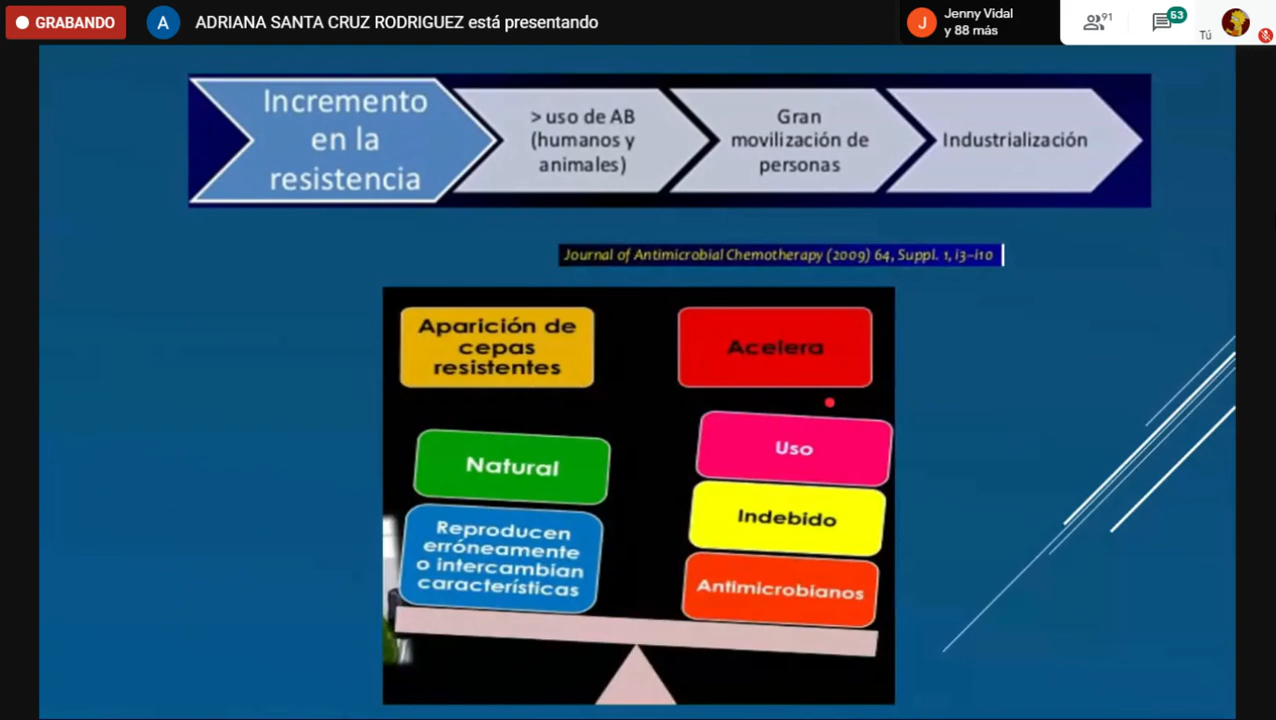 GRABANDO
A
ADRIANA SANTA CRUZ RODRIGUEZ está presentando
J
Jenny Vidal
y 88 más
91
53
Tú
Incremento
en la
resistencia
> uso de AB
(humanos y
animales)
Gran
movilización de
personas
Industrialización
Journal of Antimicrobial Chemotherapy (2009) 64, Suppl. 1, i3–i10
Aparición de
cepas
resistentes
Acelera
Natural
Uso
Reproducen
erróneamente
o intercambian
características
Indebido
Antimicrobianos